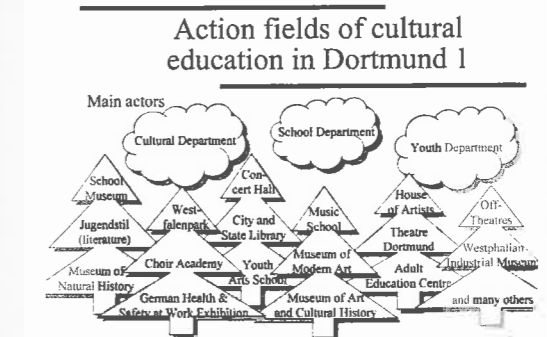 Action fields of cultural
education in Dortmund 1
Main actors
Cultural Department
School Department
Youth Department
School
Museum
Jugendstil
(literature)
Museum of
Natural History
West-
falenpark
Choir Academy
German Health &
Safety at Work Exhibition
Con-
cert Hall
City and
State Library
Youth
Arts School
Music
School
Museum of
Modern Art
Museum of Art
and Cultural History
House
of Artists
Theatre
Dortmund
Adult
Education Centre
Off-
Theatres
Westphalian
Industrial Museum
and many others